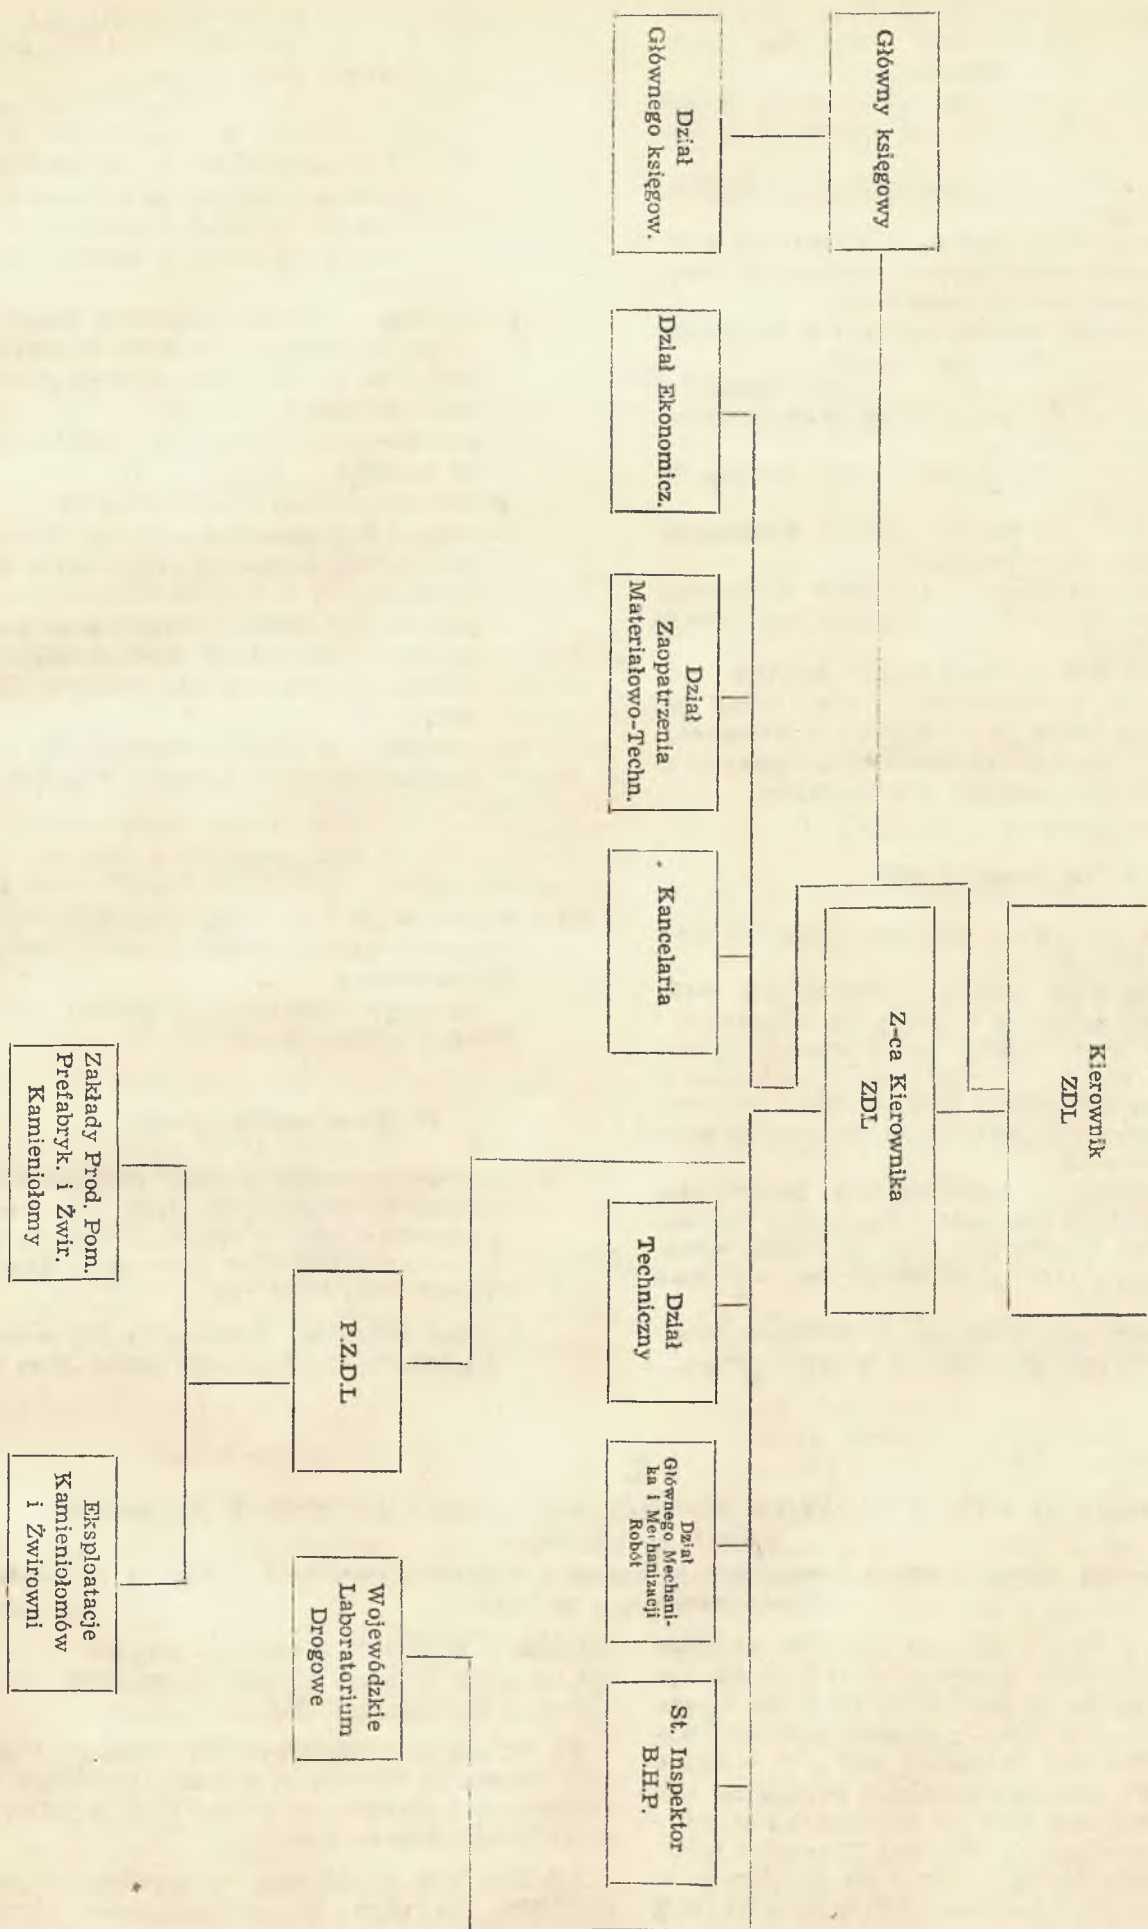 Kierownik
ZDL
Główny księgowy
Z-ca Kierownika
ZDL
Dział
Głównego księgow.
Dział Ekonomicz.
Dział
Zaopatrzenia
Materiałowo-Techn.
Kancelaria
Dział
Techniczny
Dział
Głównego Mechani-
ka i Mechanizacji
Robót
St. Inspektor
B.H.P.
P.Z.D.L
Wojewódzkie
Laboratorium
Drogowe
Zakłady Prod. Pom.
Prefabryk. i Żwir.
Kamieniołomy
Eksploatacje
Kamieniołomów
i Żwirowni